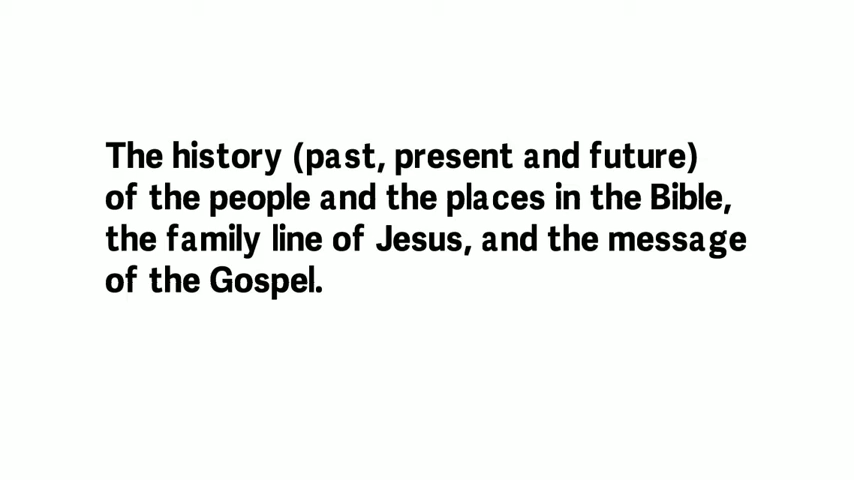 The history (past, present and future)
of the people and the places in the Bible,
the family line of Jesus, and the message
of the Gospel.